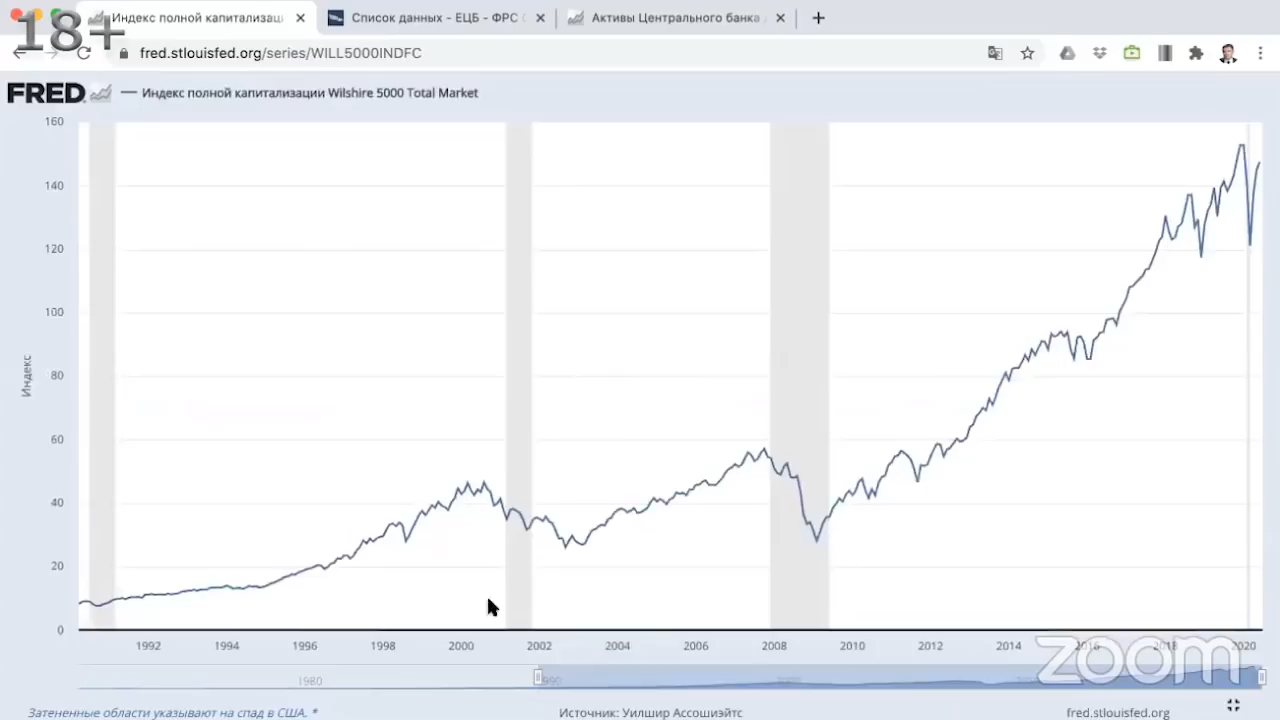 18+
Индекс полной капитализаци
Список данных - ЕЦБ - ФРС
Активы Центрального банка
fred.stlouisfed.org/series/WILL5000INDFC
FRED — Индекс полной капитализации Wilshire 5000 Total Market
160
140
120
100
80
60
40
20
0
Индекс
1992 1994 1996 1998 2000 2002 2004 2006 2008 2010 2012 2014 2016 2018 2020
zoom
1980 1990 2000
Затененные области указывают на спад в США. *
Источник: Уилшир Ассошиэйтс
fred.stlouisfed.org